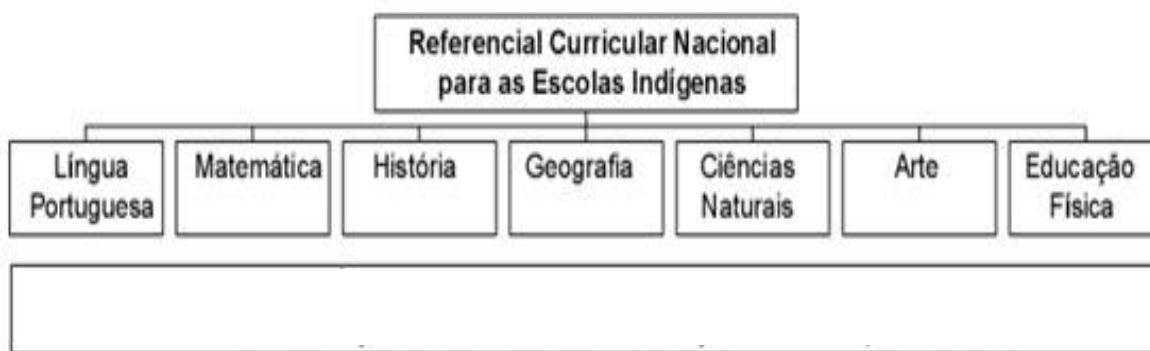 Referencial Curricular Nacional
para as Escolas Indígenas
Língua
Portuguesa
Matemática
História
Geografia
Ciências
Naturais
Arte
Educação
Física